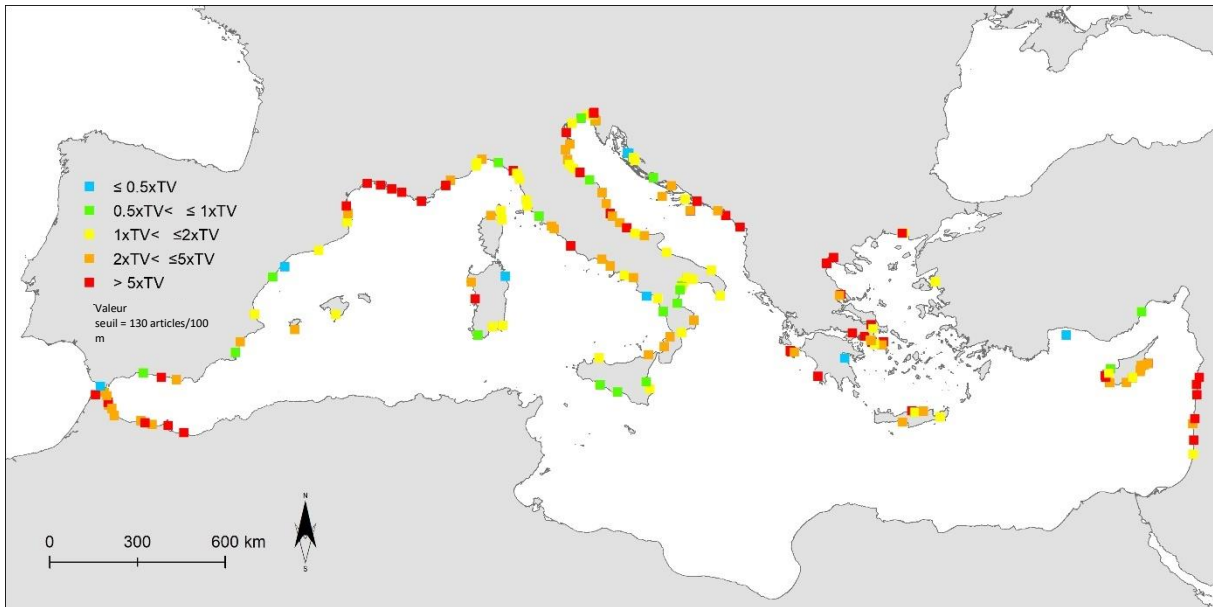 ≤ 0.5xTV
0.5xTV< ≤ 1xTV
1xTV< ≤2xTV
2xTV< ≤5xTV
> 5xTV
Valeur
seuil = 130 articles/100
m
N
S
0 300 600 km